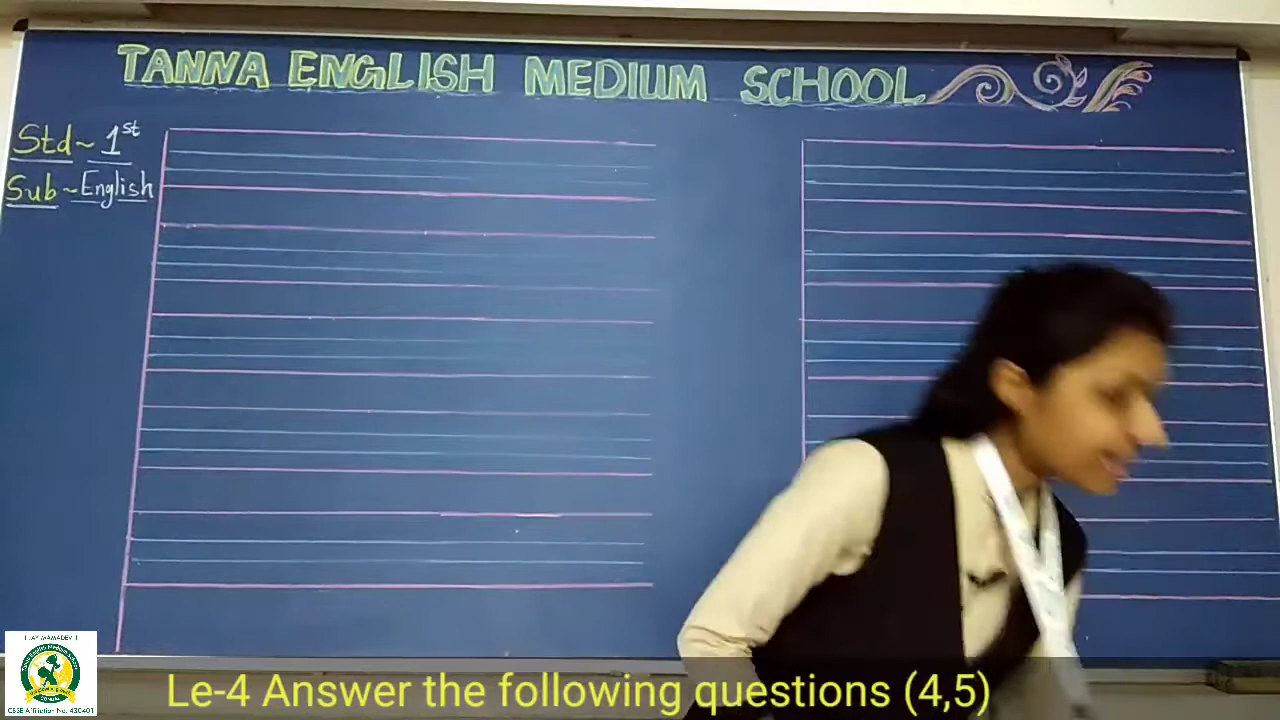 TANNA ENGLISH MEDIUM SCHOOL
Std ~ 1st
Sub ~ English
CBSE Affiliation No. 430401
Le-4 Answer the following questions (4,5)